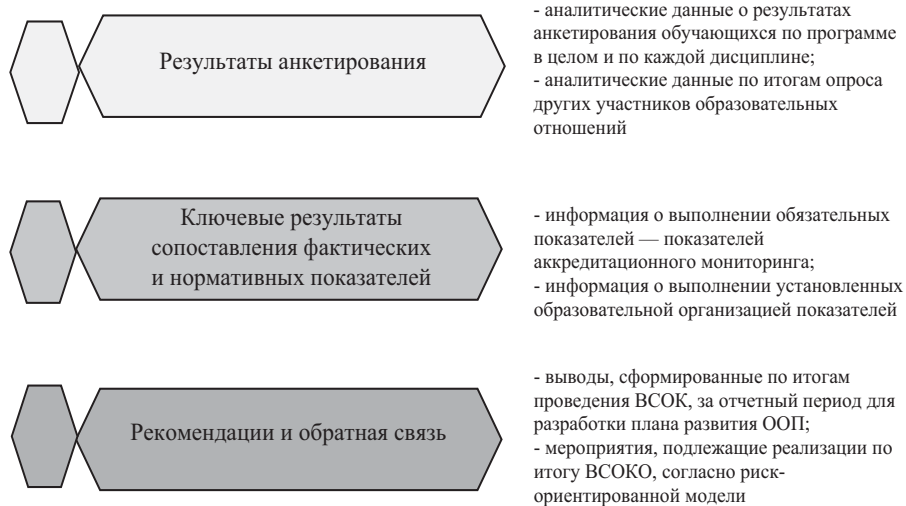 Результаты анкетирования
- аналитические данные о результатах
анкетирования обучающихся по программе
в целом и по каждой дисциплине;
- аналитические данные по итогам опроса
других участников образовательных
отношений
Ключевые результаты
сопоставления фактических
и нормативных показателей
- информация о выполнении обязательных
показателей — показателей
аккредитационного мониторинга;
- информация о выполнении установленных
образовательной организацией показателей
Рекомендации и обратная связь
- выводы, сформированные по итогам
проведения ВСОК, за отчетный период для
разработки плана развития ООП;
- мероприятия, подлежащие реализации по
итогу ВСОКО, согласно риск-
ориентированной модели